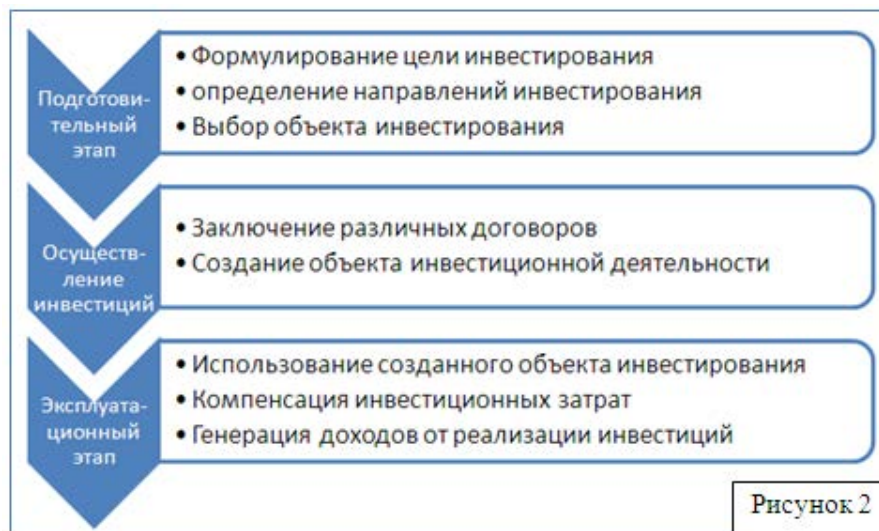 Подготови-
тельный
этап
• Формулирование цели инвестирования
• определение направлений инвестирования
• Выбор объекта инвестирования
Осуществ-
ление
инвестиций
• Заключение различных договоров
• Создание объекта инвестиционной деятельности
Эксплуата-
ционный
этап
• Использование созданного объекта инвестирования
• Компенсация инвестиционных затрат
• Генерация доходов от реализации инвестиций
Рисунок 2